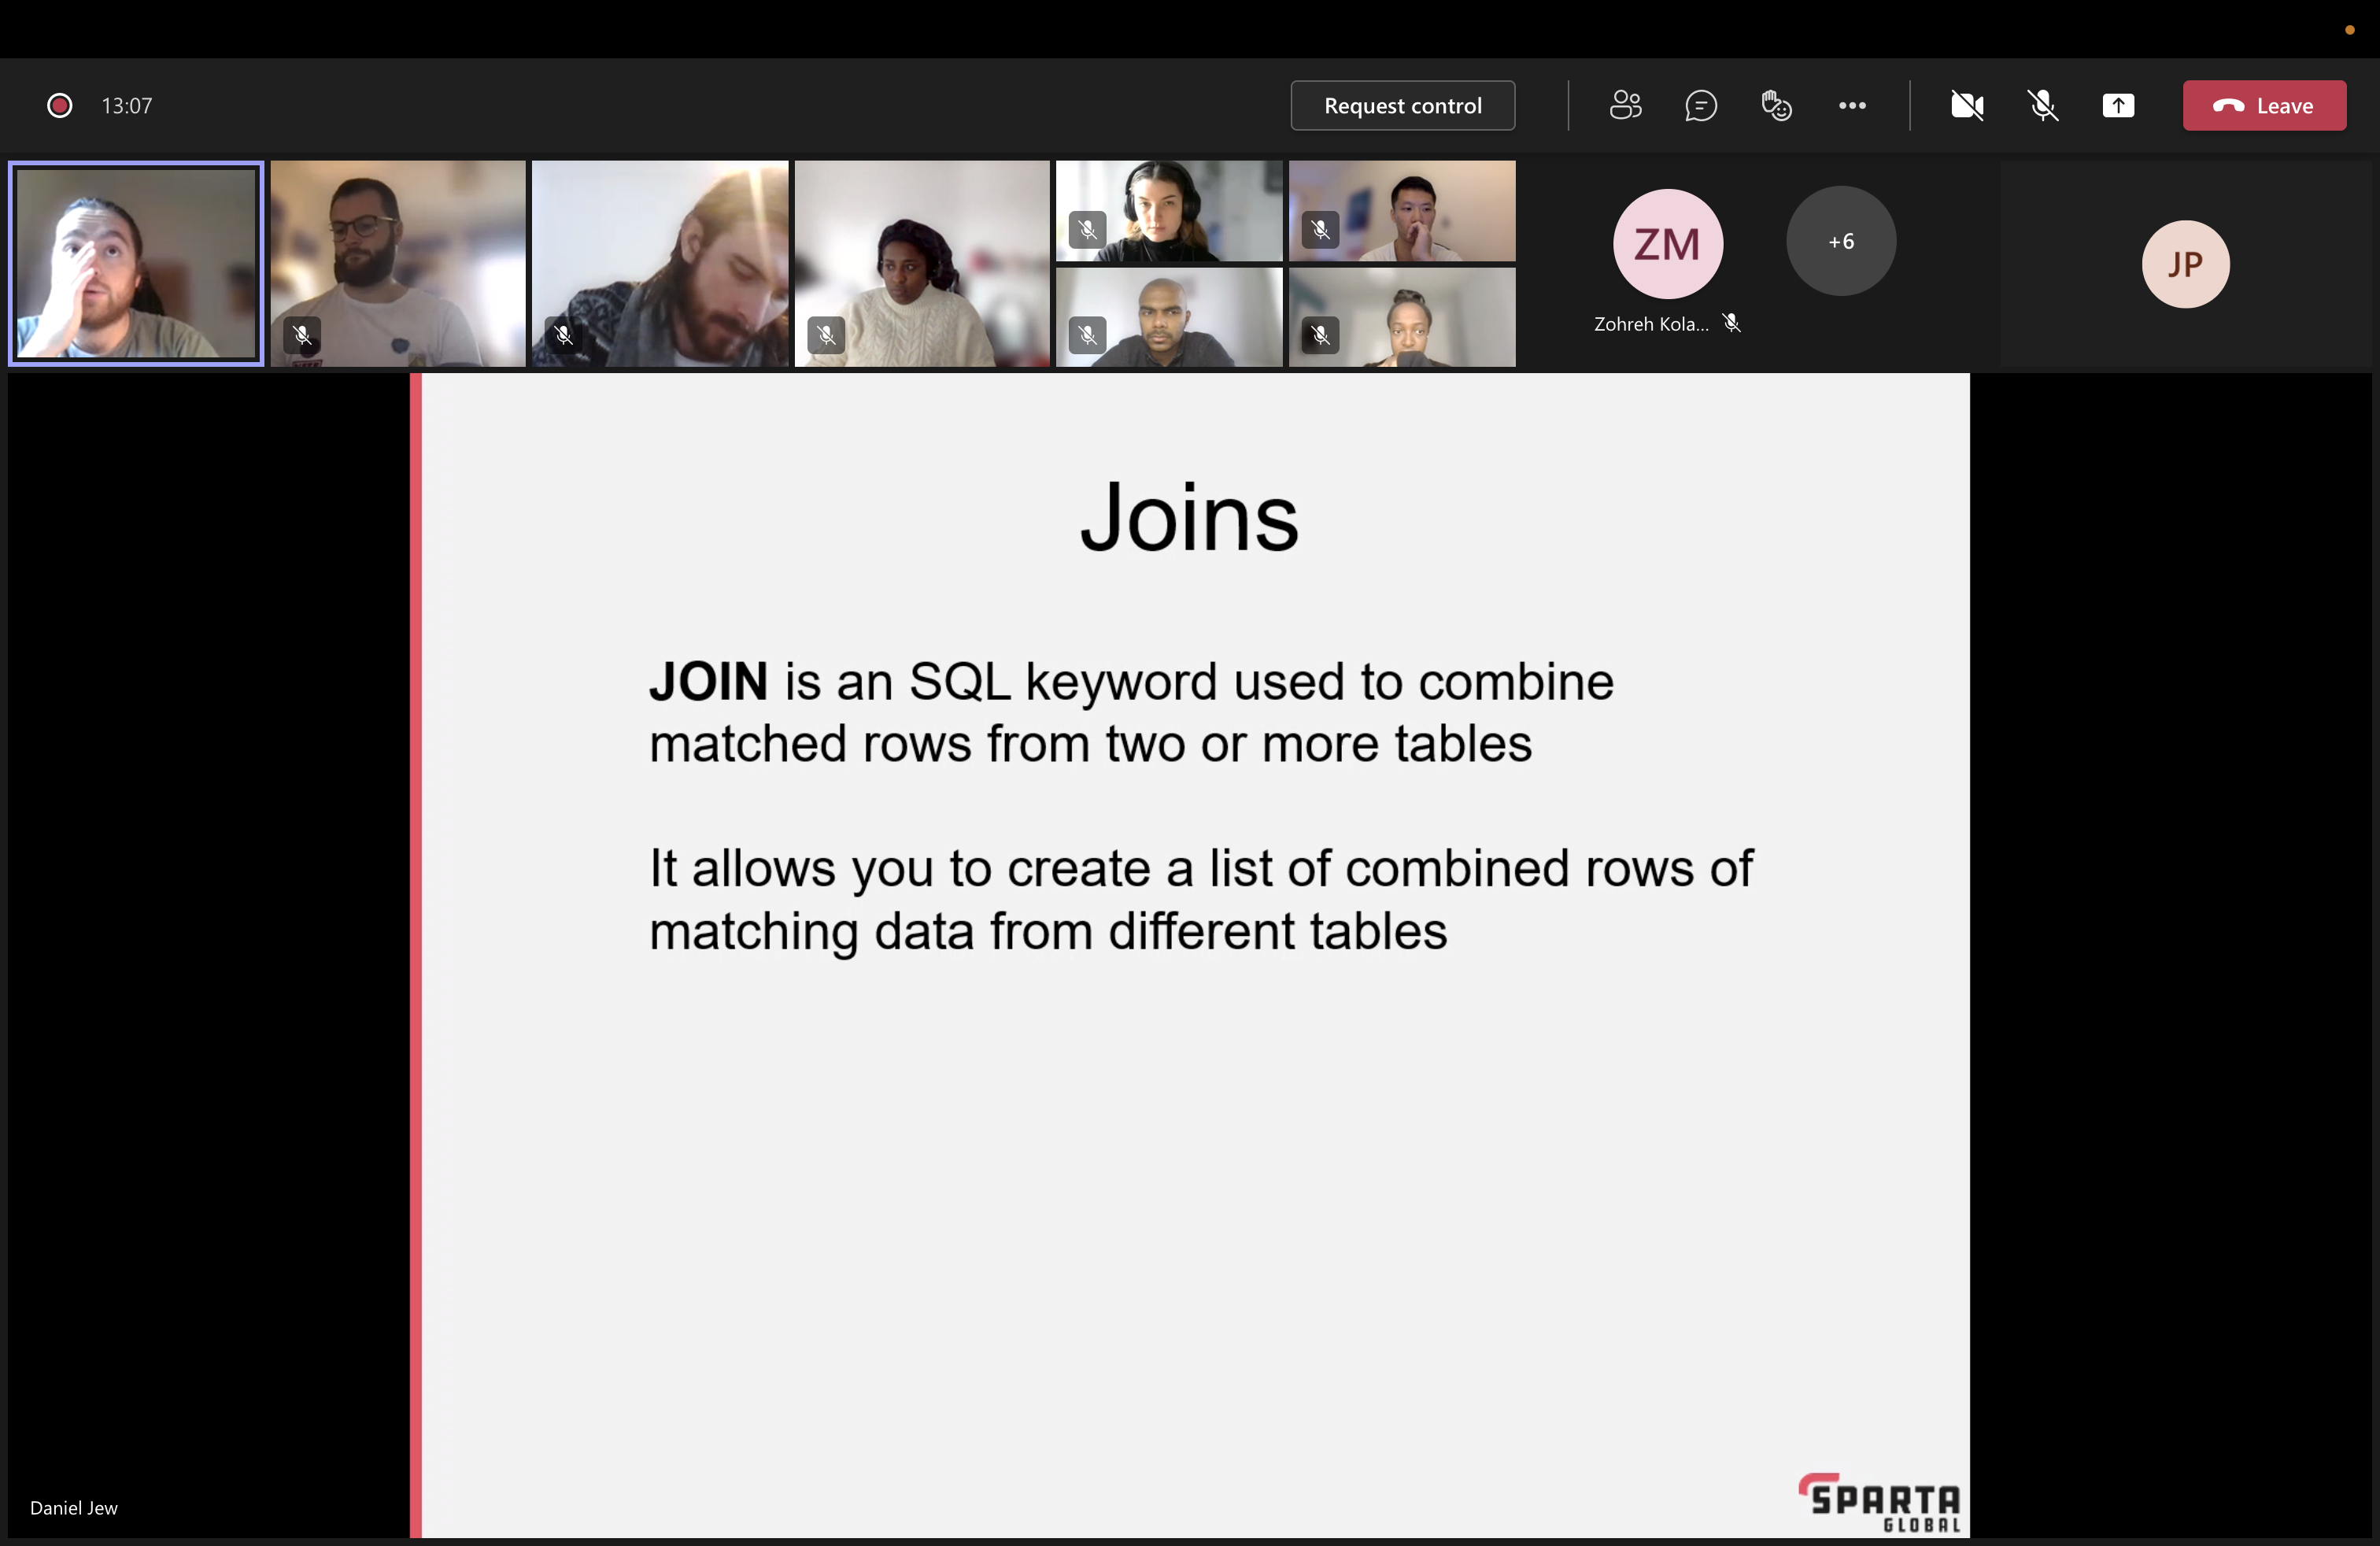 13:07
Request control
Leave
ZM
+6
JP
Zohreh Kola...
Joins
JOIN is an SQL keyword used to combine
matched rows from two or more tables
It allows you to create a list of combined rows of
matching data from different tables
Daniel Jew
SPARTA
GLOBAL